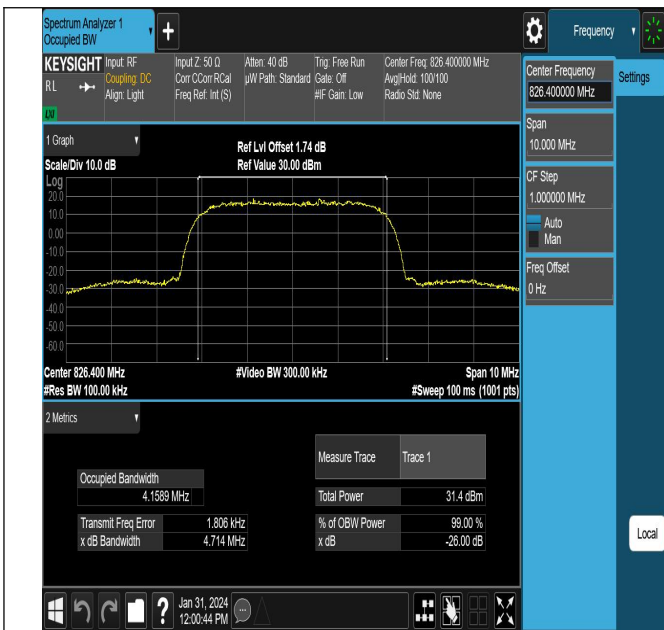 Spectrum Analyzer 1
Occupied BW
+
Frequency
KEYSIGHT
RL
LXI
Input: RF
Coupling: DC
Align: Light
Input Z: 50 Ω
Corr CCorr RCal
Freq Ref: Int (S)
Atten: 40 dB
µW Path: Standard
Trig: Free Run
Gate: Off
#IF Gain: Low
Center Freq: 826.400000 MHz
Avg|Hold: 100/100
Radio Std: None
Center Frequency
826.400000 MHz
Settings
Span
10.000 MHz
CF Step
1.000000 MHz
Auto
Man
Freq Offset
0 Hz
1 Graph
Scale/Div 10.0 dB
Ref Lvl Offset 1.74 dB
Ref Value 30.00 dBm
Log
20.0
10.0
0.00
-10.0
-20.0
-30.0
-40.0
-50.0
-60.0
Center 826.400 MHz
#Video BW 300.00 kHz
Span 10 MHz
#Res BW 100.00 kHz
#Sweep 100 ms (1001 pts)
2 Metrics
Measure Trace
Trace 1
Occupied Bandwidth
4.1589 MHz
Total Power
31.4 dBm
Transmit Freq Error
1.806 kHz
% of OBW Power
99.00 %
x dB Bandwidth
4.714 MHz
x dB
-26.00 dB
Local
?
Jan 31, 2024
12:00:44 PM